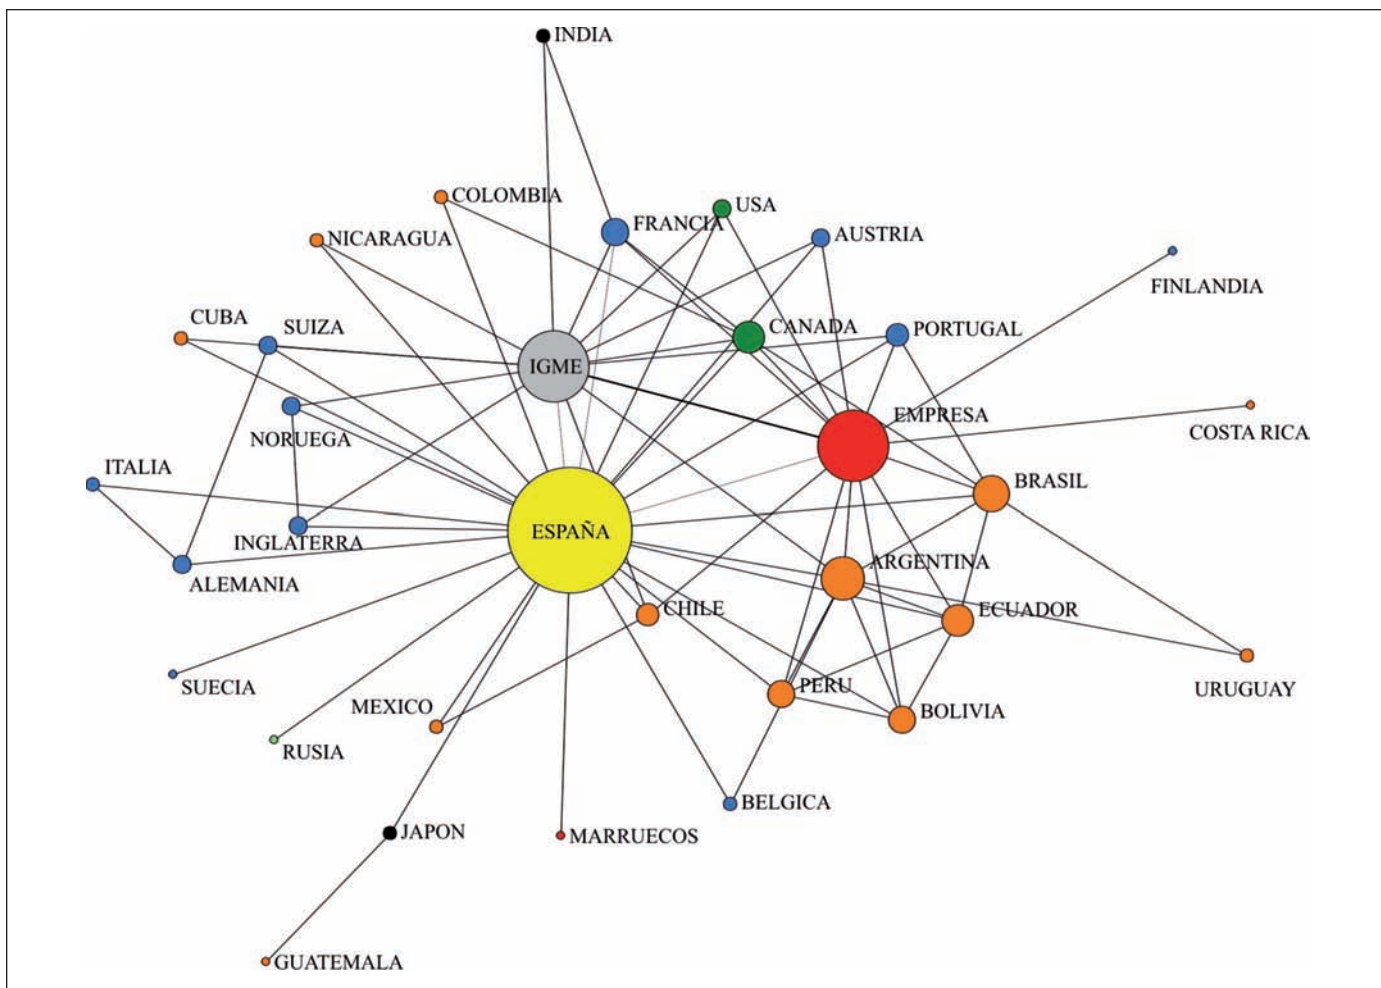 INDIA
COLOMBIA
USA
FRANCIA
AUSTRIA
NICARAGUA
FINLANDIA
CUBA
SUIZA
CANADA
PORTUGAL
IGME
EMPRESA
NORUEGA
COSTA RICA
ITALIA
BRASIL
ESPAÑA
INGLATERRA
ARGENTINA
ALEMANIA
CHILE
ECUADOR
SUECIA
PERU
URUGUAY
MEXICO
BOLIVIA
RUSIA
BELGICA
JAPON
MARRUECOS
GUATEMALA